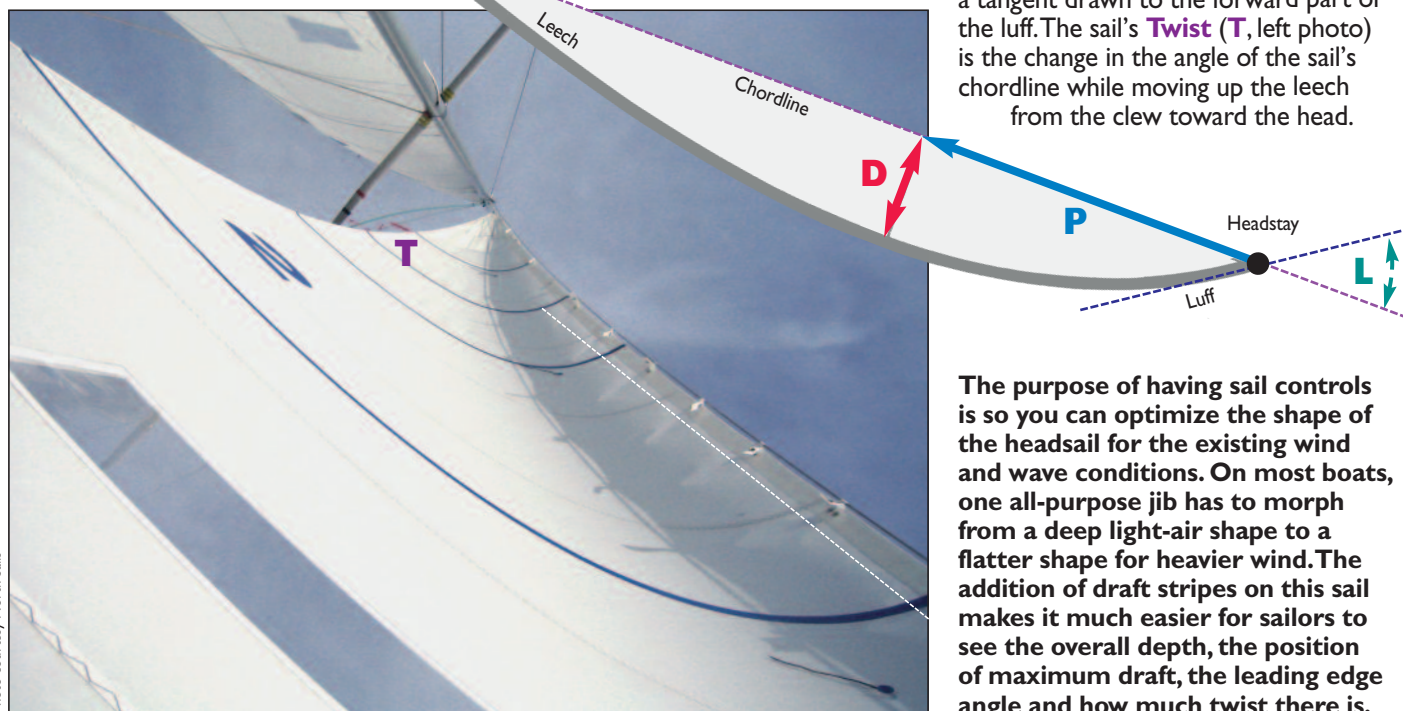 a tangent drawn to the forward part of
the luff. The sail's Twist (T, left photo)
is the change in the angle of the sail's
chordline while moving up the leech
from the clew toward the head.
Leech
Chordline
D
P
Headstay
L
Luff
T
The purpose of having sail controls
is so you can optimize the shape of
the headsail for the existing wind
and wave conditions. On most boats,
one all-purpose jib has to morph
from a deep light-air shape to a
flatter shape for heavier wind. The
addition of draft stripes on this sail
makes it much easier for sailors to
see the overall depth, the position
of maximum draft, the leading edge
angle and how much twist there is.